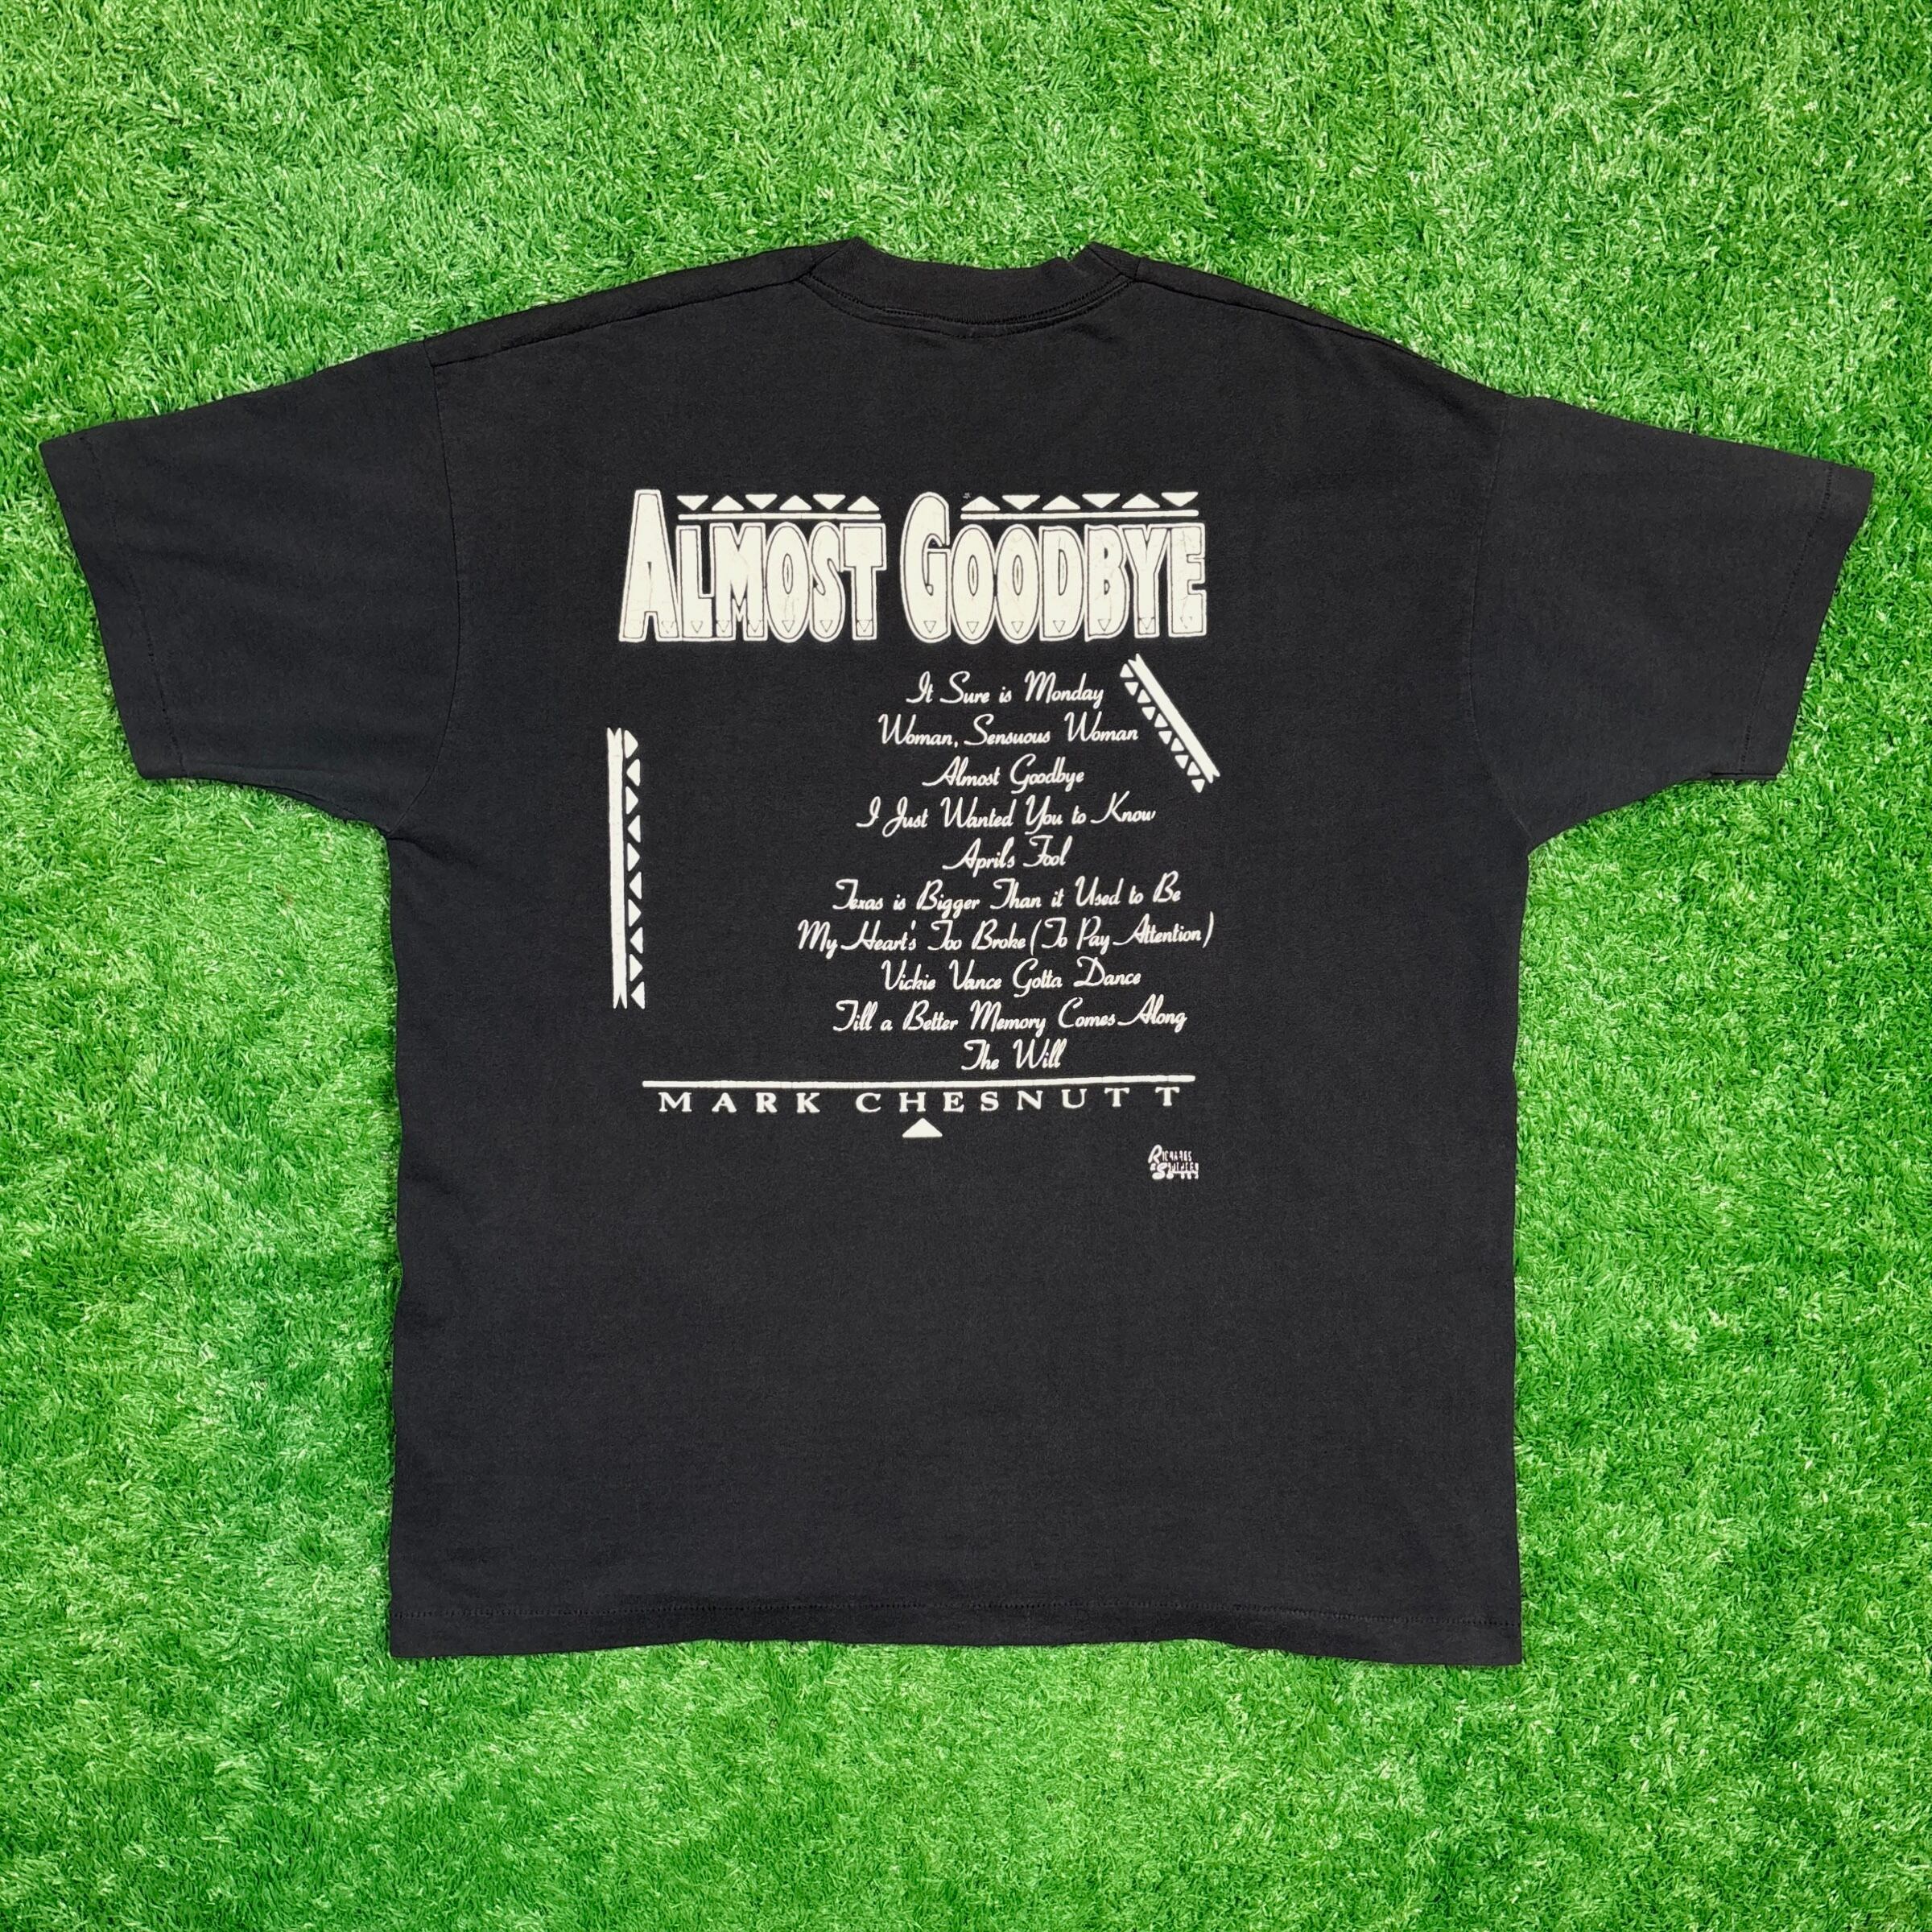 ALMOST GOODBYE
It Sure is Monday
Woman, Sensuous Woman
Almost Goodbye
I Just Wanted You to Know
April's Fool
Texas is Bigger Than it Used to Be
My Heart's Too Broke (To Pay Attention)
Vickie Vance Gotta Dance
Till a Better Memory Comes Along
The Will
MARK CHESNUTT